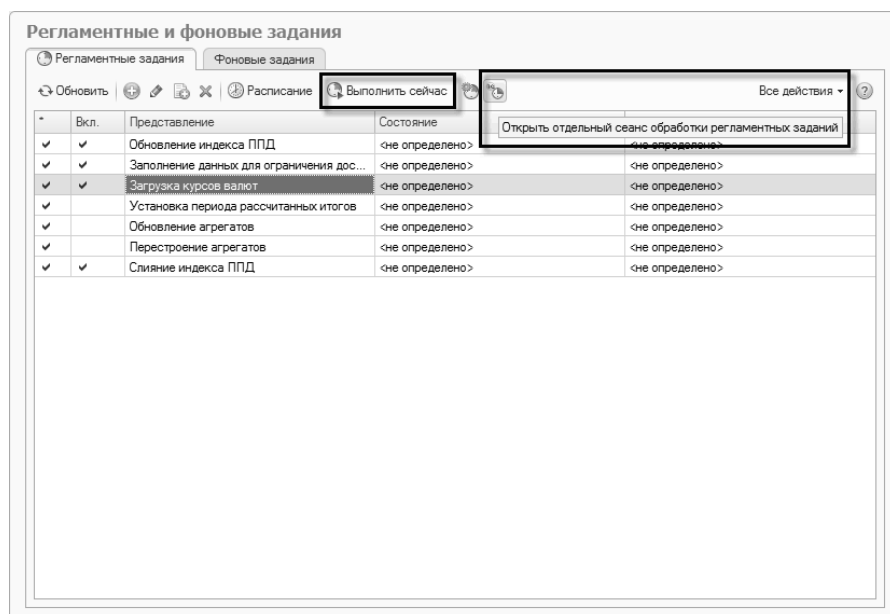 Регламентные и фоновые задания
Регламентные задания Фоновые задания
Обновить Расписание Выполнить сейчас Все действия
Открыть отдельный сеанс обработки регламентных заданий
Вкл. Представление Состояние
Обновление индекса ППД <не определено> <не определено>
Заполнение данных для ограничения дос... <не определено> <не определено>
Загрузка курсов валют <не определено> <не определено>
Установка периода рассчитанных итогов <не определено> <не определено>
Обновление агрегатов <не определено> <не определено>
Перестроение агрегатов <не определено> <не определено>
Слияние индекса ППД <не определено> <не определено>